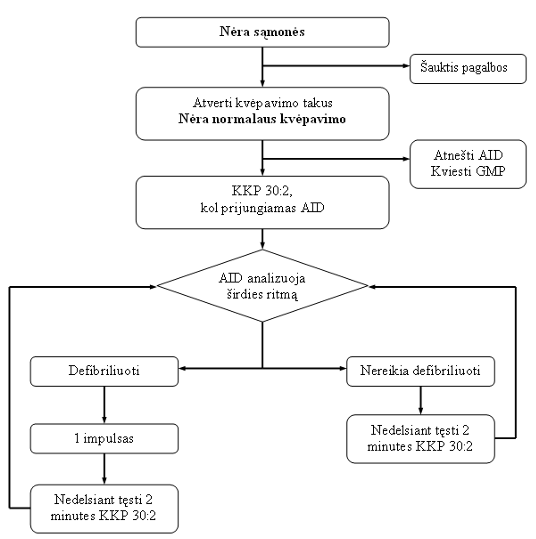 Nėra sąmonės
Šauktis pagalbos
Atverti kvėpavimo takus
Nėra normalaus kvėpavimo
Atnešti AID
Kviesti GMP
KKP 30:2,
kol prijungiamas AID
AID analizuoja
širdies ritmą
Defibriliuoti
Nereikia defibriliuoti
1 impulsas
Nedelsiant tęsti 2
minutes KKP 30:2
Nedelsiant tęsti 2
minutes KKP 30:2